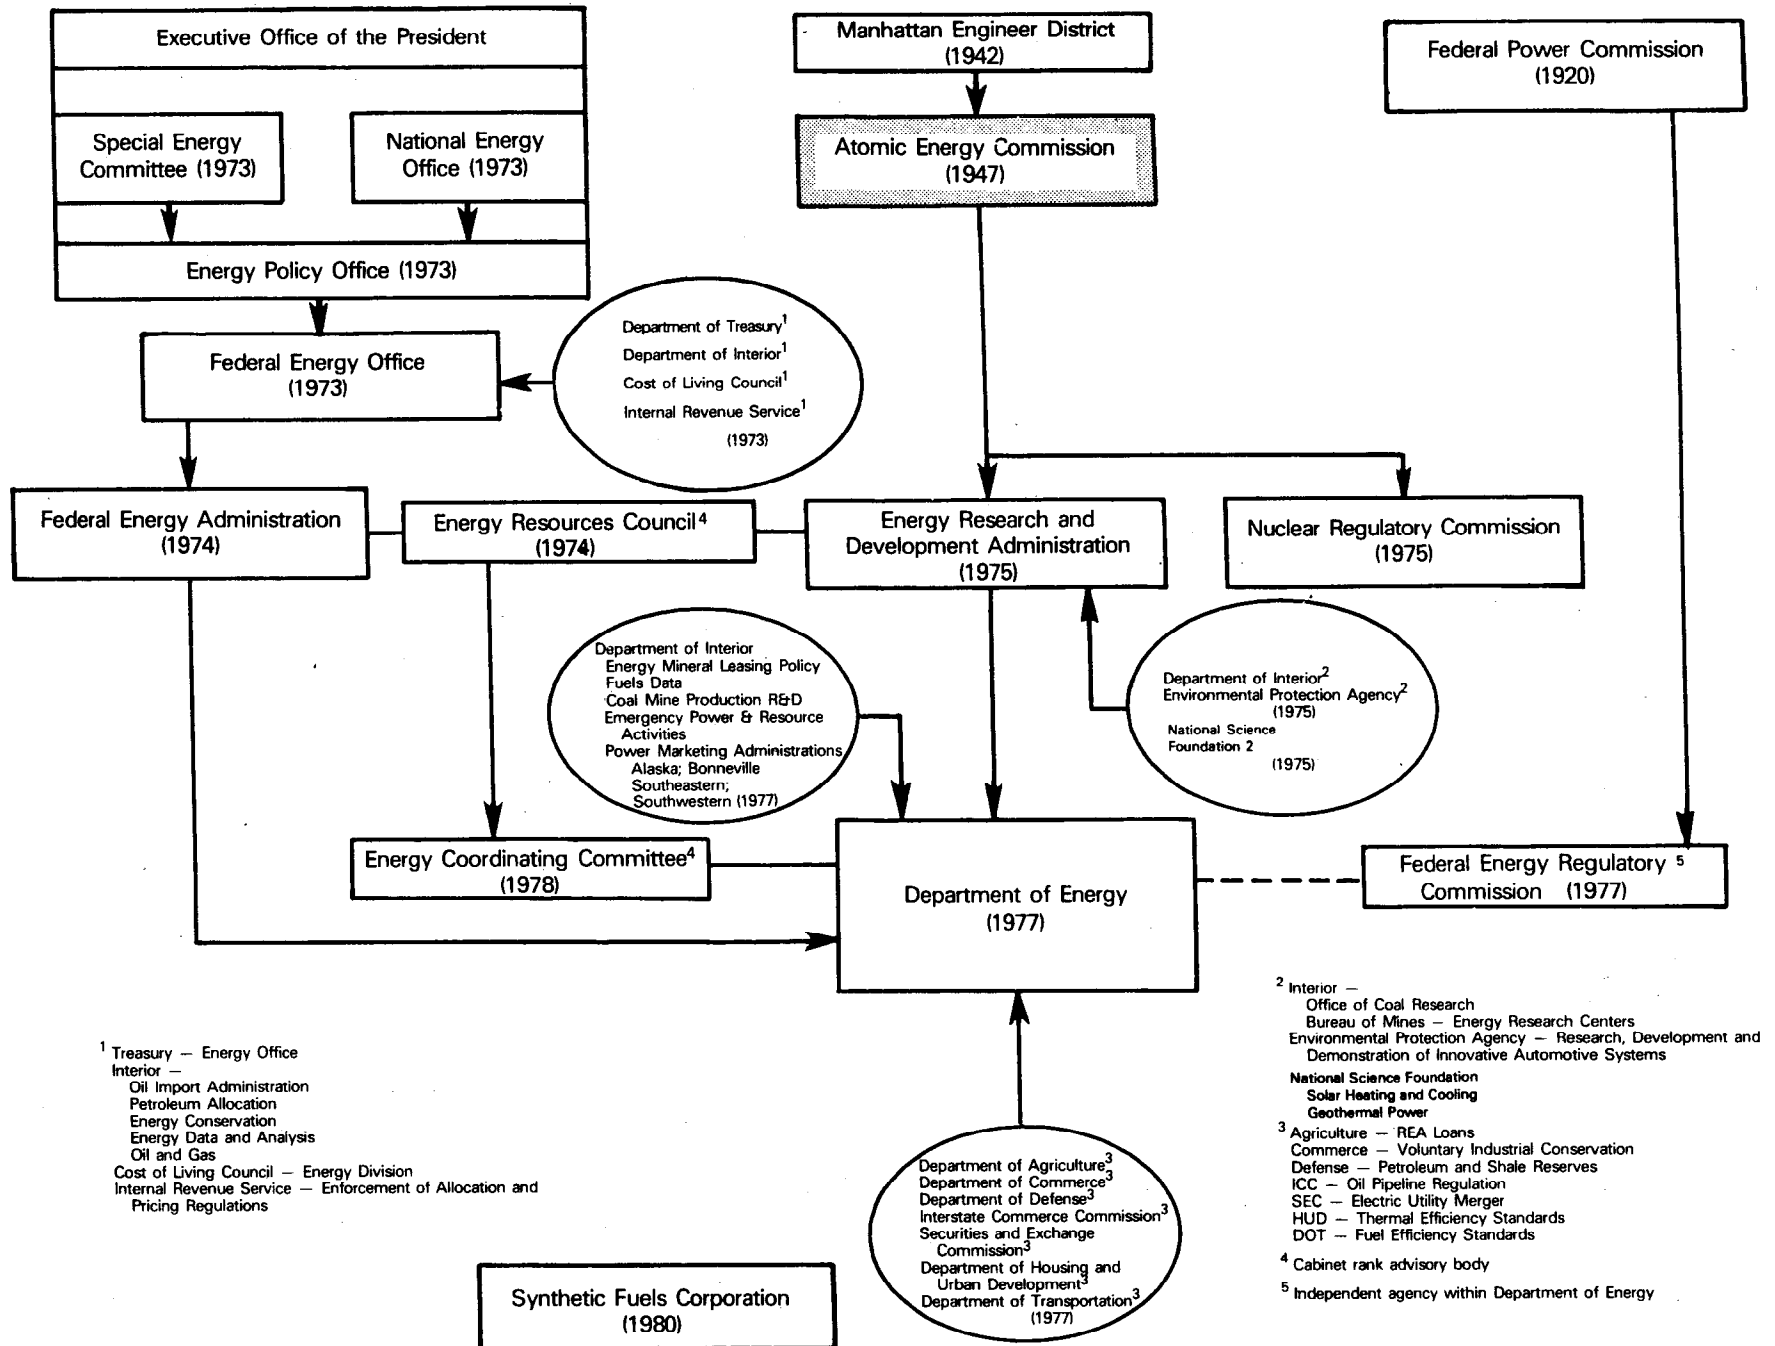 Executive Office of the President
Special Energy
Committee (1973)
National Energy
Office (1973)
Energy Policy Office (1973)
Manhattan Engineer District
(1942)
Atomic Energy Commission
(1947)
Federal Power Commission
(1920)
Federal Energy Office
(1973)
Department of Treasury¹
Department of Interior¹
Cost of Living Council¹
Internal Revenue Service¹
(1973)
Federal Energy Administration
(1974)
Energy Resources Council⁴
(1974)
Energy Research and
Development Administration
(1975)
Nuclear Regulatory Commission
(1975)
Department of Interior
Energy Mineral Leasing Policy
Fuels Data
Coal Mine Production R&D
Emergency Power & Resource
Activities
Power Marketing Administrations
Alaska; Bonneville
Southeastern;
Southwestern (1977)
Department of Interior²
Environmental Protection Agency²
(1975)
National Science
Foundation 2
(1975)
Energy Coordinating Committee⁴
(1978)
Department of Energy
(1977)
Federal Energy Regulatory ⁵
Commission (1977)
¹ Treasury — Energy Office
Interior —
Oil Import Administration
Petroleum Allocation
Energy Conservation
Energy Data and Analysis
Oil and Gas
Cost of Living Council — Energy Division
Internal Revenue Service — Enforcement of Allocation and
Pricing Regulations
Department of Agriculture³
Department of Commerce³
Department of Defense³
Interstate Commerce Commission³
Securities and Exchange
Commission³
Department of Housing and
Urban Development³
Department of Transportation³
(1977)
Synthetic Fuels Corporation
(1980)
² Interior —
Office of Coal Research
Bureau of Mines — Energy Research Centers
Environmental Protection Agency — Research, Development and
Demonstration of Innovative Automotive Systems
National Science Foundation
Solar Heating and Cooling
Geothermal Power
³ Agriculture — REA Loans
Commerce — Voluntary Industrial Conservation
Defense — Petroleum and Shale Reserves
ICC — Oil Pipeline Regulation
SEC — Electric Utility Merger
HUD — Thermal Efficiency Standards
DOT — Fuel Efficiency Standards
⁴ Cabinet rank advisory body
⁵ Independent agency within Department of Energy